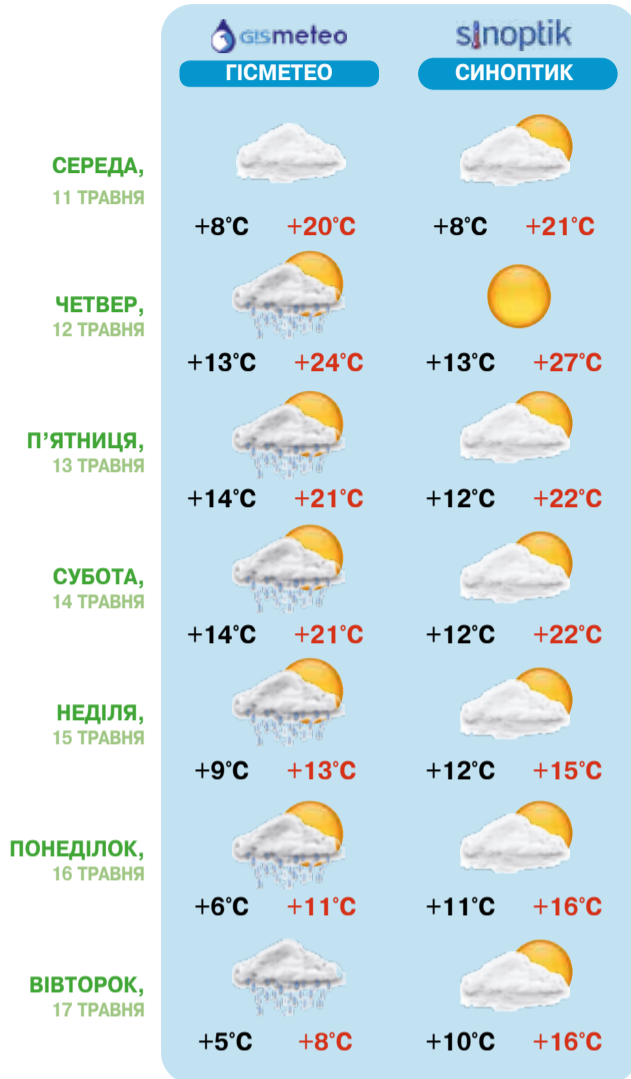 GISmeteo sinoptik
ГІСМЕТЕО СИНОПТИК
СЕРЕДА,
11 ТРАВНЯ
+8°C +20°C +8°C +21°C
ЧЕТВЕР,
12 ТРАВНЯ
+13°C +24°C +13°C +27°C
П’ЯТНИЦЯ,
13 ТРАВНЯ
+14°C +21°C +12°C +22°C
СУБОТА,
14 ТРАВНЯ
+14°C +21°C +12°C +22°C
НЕДІЛЯ,
15 ТРАВНЯ
+9°C +13°C +12°C +15°C
ПОНЕДІЛОК,
16 ТРАВНЯ
+6°C +11°C +11°C +16°C
ВІВТОРОК,
17 ТРАВНЯ
+5°C +8°C +10°C +16°C